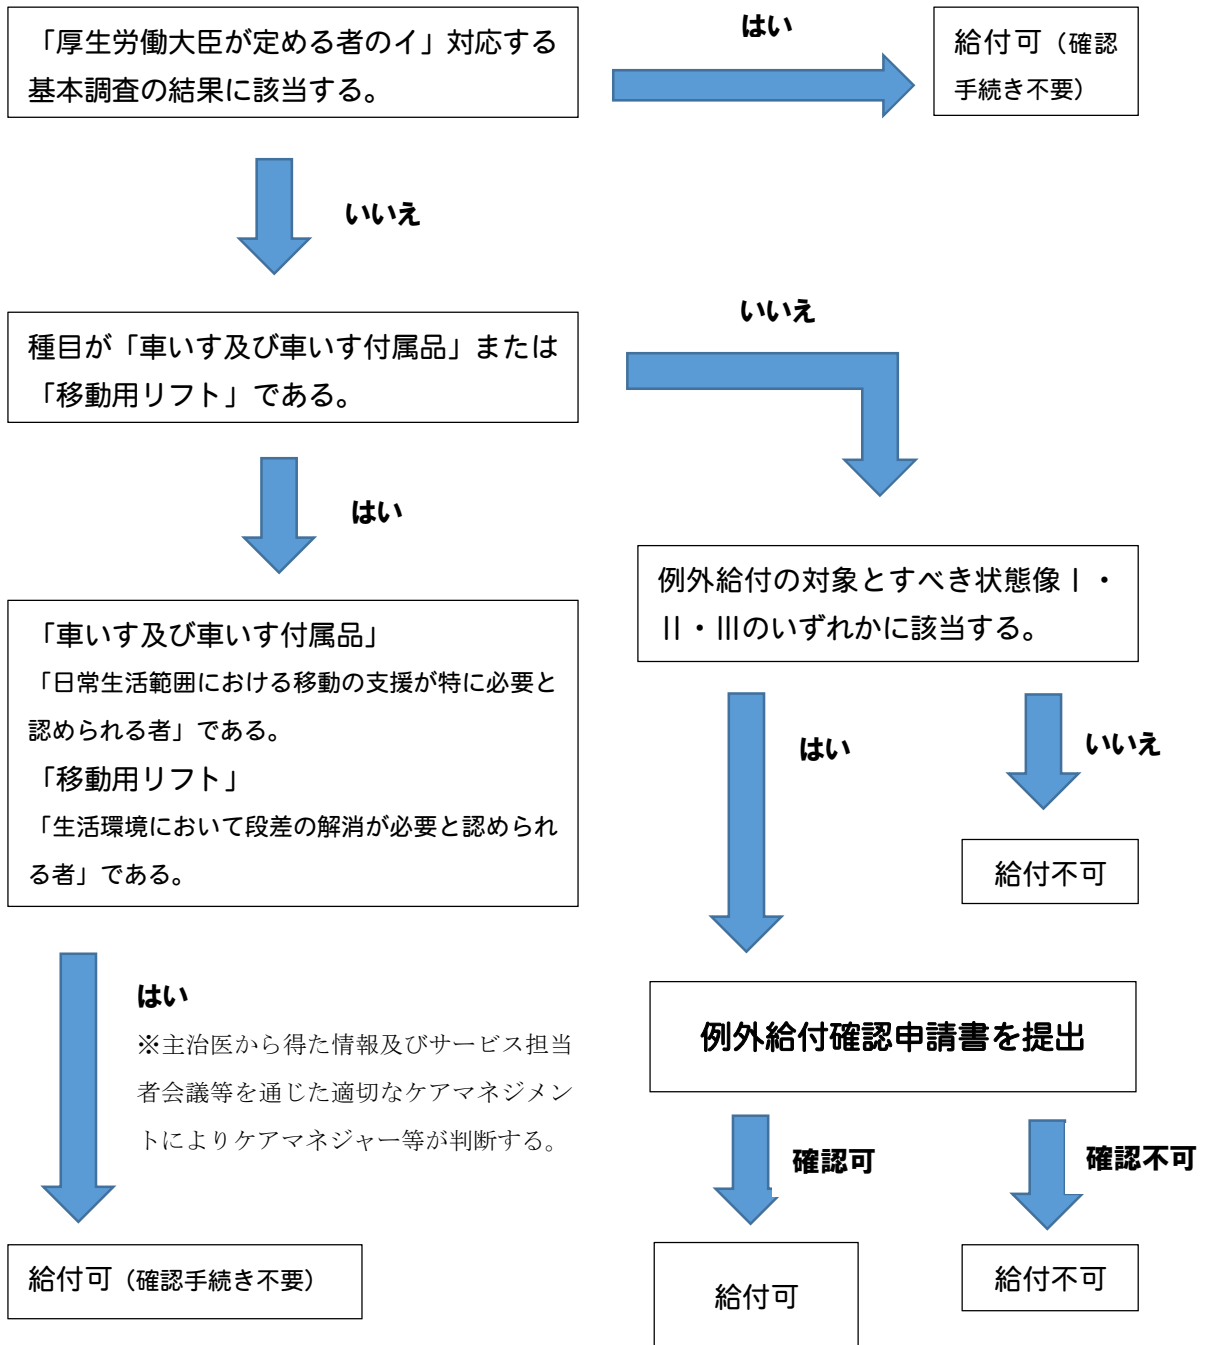 「厚生労働大臣が定める者のイ」対応する
基本調査の結果に該当する。
はい
給付可（確認
手続き不要）
いいえ
種目が「車いす及び車いす付属品」または
「移動用リフト」である。
いいえ
はい
例外給付の対象とすべき状態像Ⅰ・
Ⅱ・Ⅲのいずれかに該当する。
「車いす及び車いす付属品」
「日常生活範囲における移動の支援が特に必要と
認められる者」である。
「移動用リフト」
「生活環境において段差の解消が必要と認められ
る者」である。
はい
いいえ
給付不可
はい
※主治医から得た情報及びサービス担当
者会議等を通じた適切なケアマネジメン
トによりケアマネジャー等が判断する。
例外給付確認申請書を提出
確認可
確認不可
給付可（確認手続き不要）
給付可
給付不可